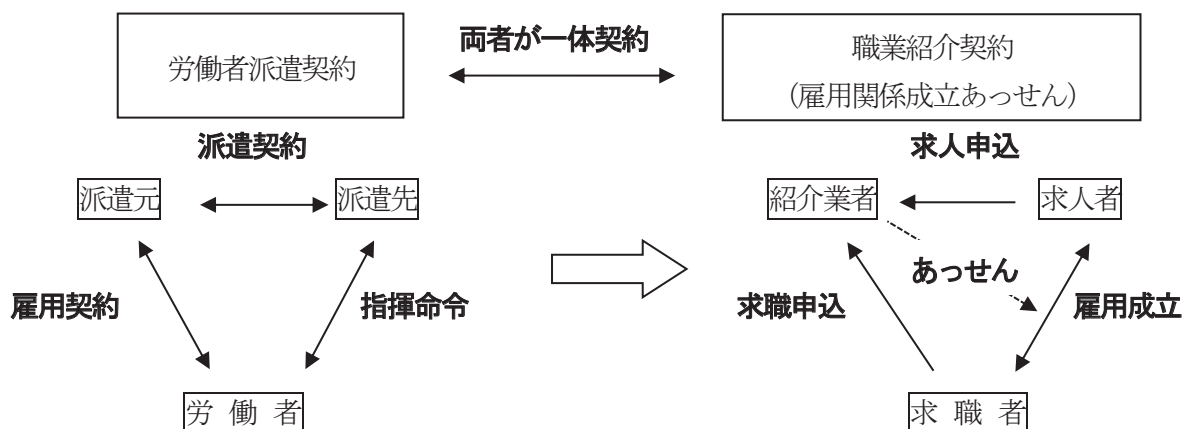 両者が一体契約
労働者派遣契約
職業紹介契約
（雇用関係成立あっせん）
派遣契約
求人申込
派遣元
派遣先
紹介業者
求人者
あっせん
雇用契約
指揮命令
求職申込
雇用成立
労 働 者
求 職 者